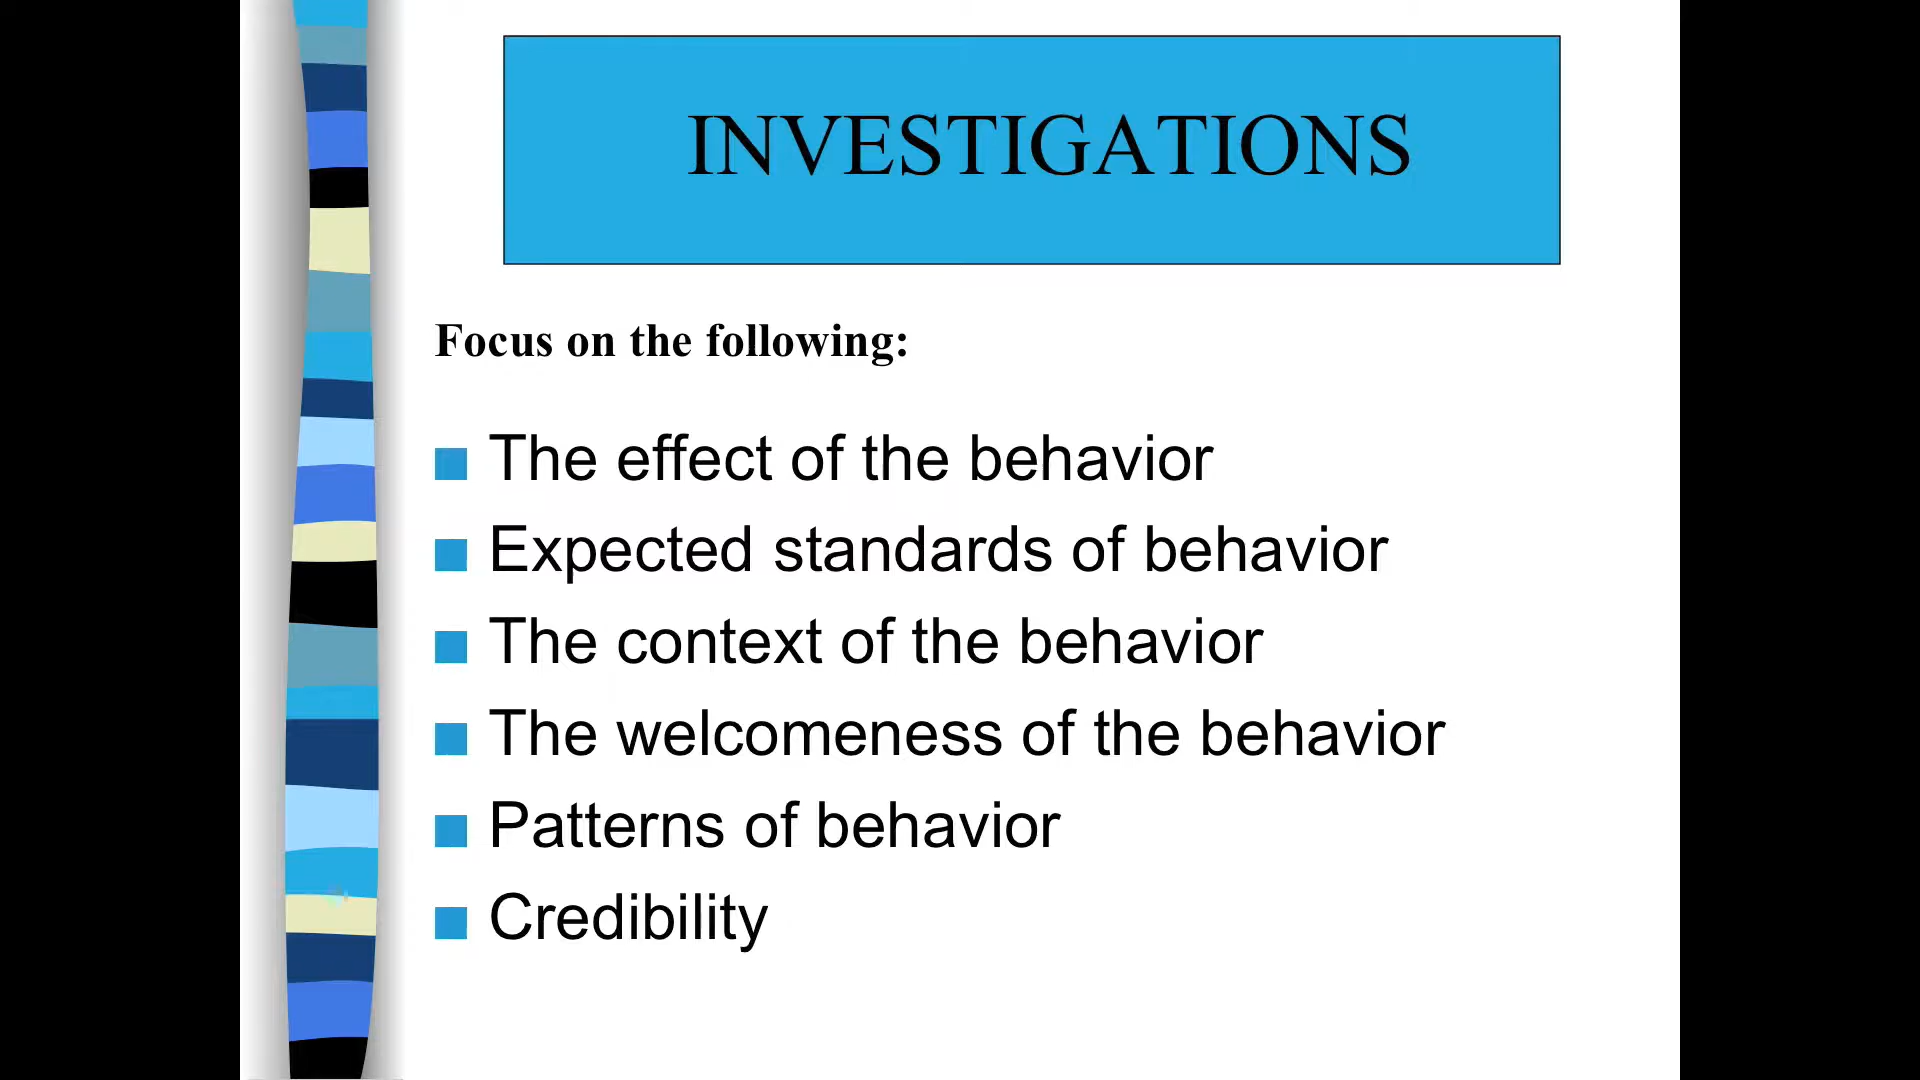 INVESTIGATIONS
Focus on the following:
The effect of the behavior
Expected standards of behavior
The context of the behavior
The welcomeness of the behavior
Patterns of behavior
Credibility